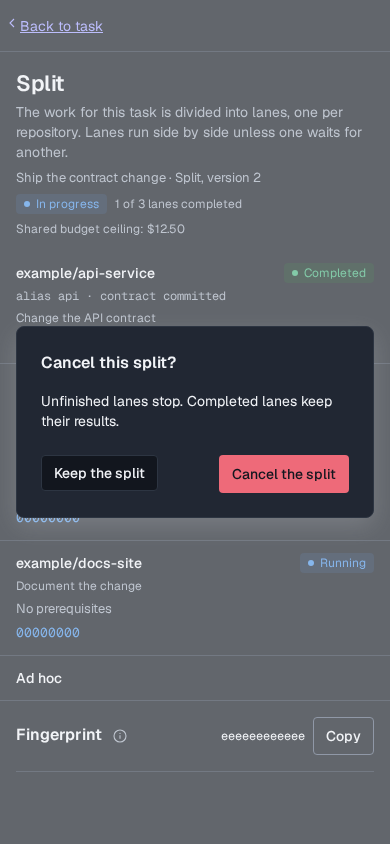 Back to task
Split
The work for this task is divided into lanes, one per
repository. Lanes run side by side unless one waits for
another.
Ship the contract change · Split, version 2
In progress 1 of 3 lanes completed
Shared budget ceiling: $12.50
example/api-service Completed
alias api · contract committed
Change the API contract
Cancel this split?
Unfinished lanes stop. Completed lanes keep
their results.
Keep the split Cancel the split
00000000
example/docs-site Running
Document the change
No prerequisites
00000000
Ad hoc
Fingerprint eeeeeeeeeeee Copy